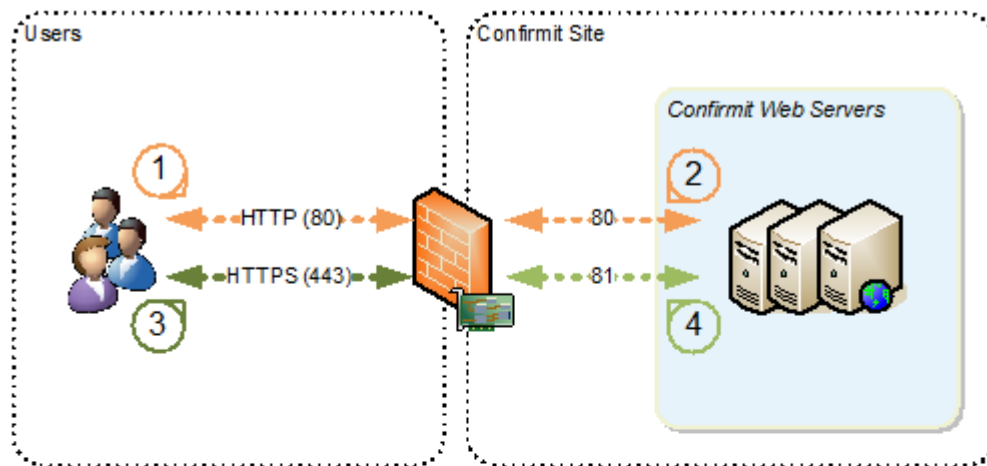 Users
Confirmit Site
Confirmit Web Servers
1
2
HTTP (80)
80
HTTPS (443)
81
3
4